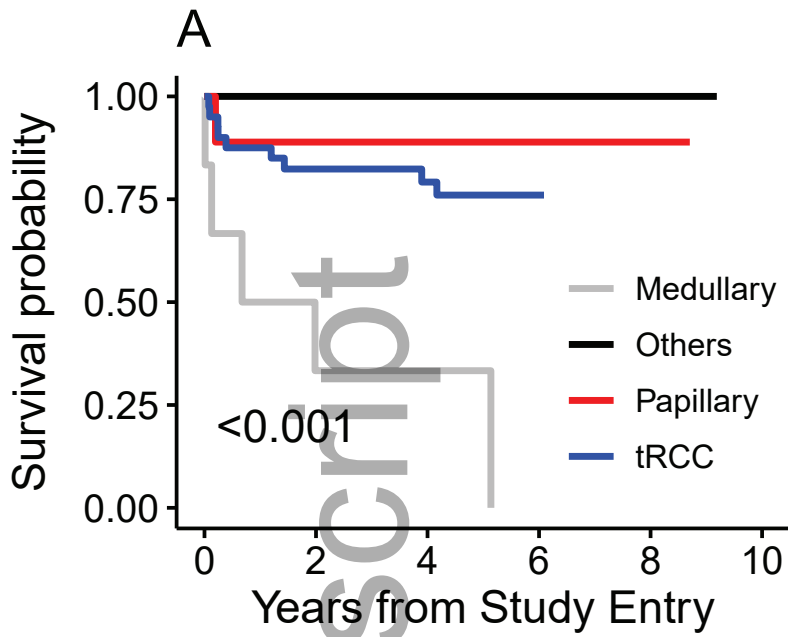 A
Survival probability
1.00
0.75
0.50
0.25
0.00
<0.001
Medullary
Others
Papillary
tRCC
script
0 2 4 6 8 10
Years from Study Entry